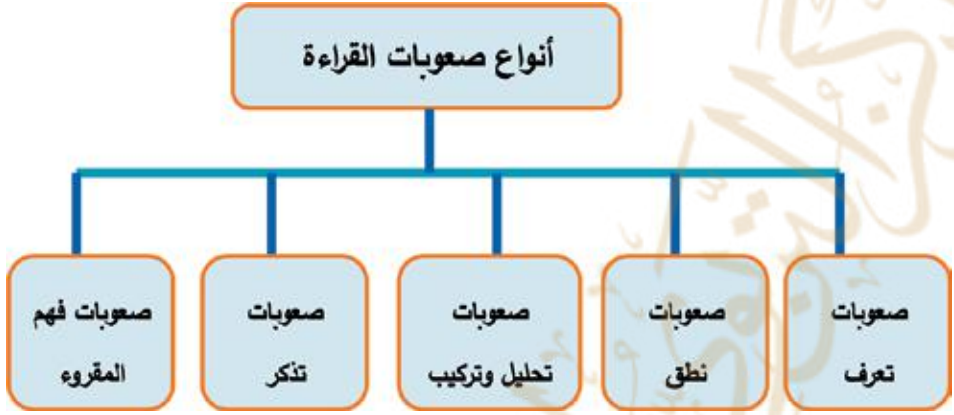 أنواع صعوبات القراءة
صعوبات
تعرف
صعوبات
نطق
صعوبات
تحليل وتركيب
صعوبات
تذكر
صعوبات فهم
المقروء